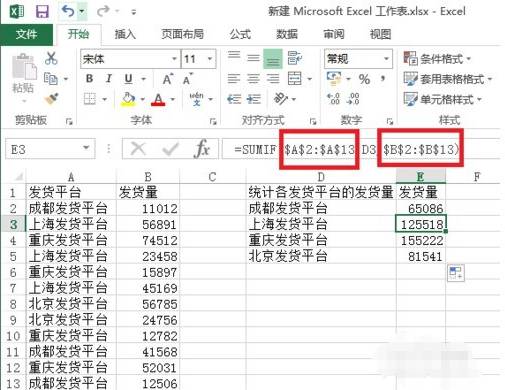 新建 Microsoft Excel 工作表.xlsx - Excel
文件 开始 插入 页面布局 公式 数据 审阅 视图
粘贴 宋体 11 常规 条件格式
B I U A A 套用表格格式
wén 单元格样式
剪贴板 字体 对齐方式 数字 样式
E3 fx =SUMIF($A$2:$A$13,D3,$B$2:$B$13)
A B C D E F
1 发货平台 发货量 统计各发货平台的发货量 发货量
2 成都发货平台 11012 成都发货平台 65086
3 上海发货平台 56891 上海发货平台 125518
4 重庆发货平台 74512 重庆发货平台 155222
5 上海发货平台 23458 北京发货平台 81541
6 重庆发货平台 15897
7 上海发货平台 45169
8 北京发货平台 56785
9 北京发货平台 24756
10 重庆发货平台 12782
11 成都发货平台 41568
12 重庆发货平台 52031
13 成都发货平台 12506